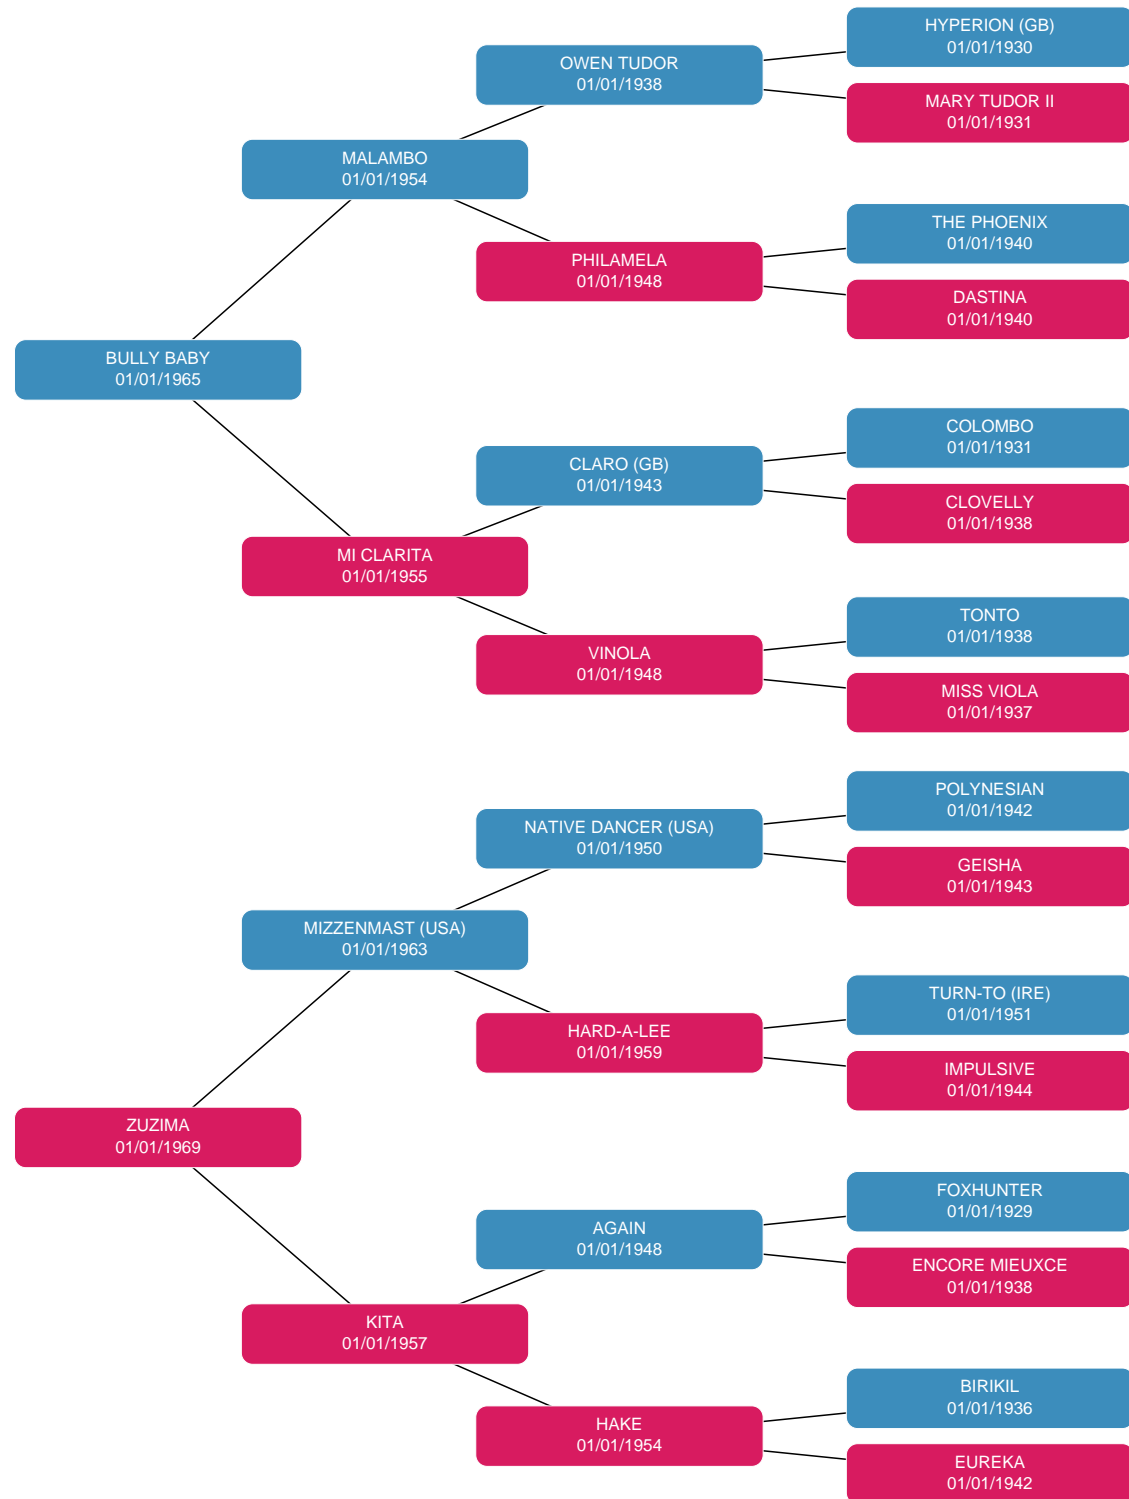 HYPERION (GB)
01/01/1930
OWEN TUDOR
01/01/1938
MARY TUDOR II
01/01/1931
MALAMBO
01/01/1954
THE PHOENIX
01/01/1940
PHILAMELA
01/01/1948
DASTINA
01/01/1940
BULLY BABY
01/01/1965
COLOMBO
01/01/1931
CLARO (GB)
01/01/1943
CLOVELLY
01/01/1938
MI CLARITA
01/01/1955
TONTO
01/01/1938
VINOLA
01/01/1948
MISS VIOLA
01/01/1937
POLYNESIAN
01/01/1942
NATIVE DANCER (USA)
01/01/1950
GEISHA
01/01/1943
MIZZENMAST (USA)
01/01/1963
TURN-TO (IRE)
01/01/1951
HARD-A-LEE
01/01/1959
IMPULSIVE
01/01/1944
ZUZIMA
01/01/1969
FOXHUNTER
01/01/1929
AGAIN
01/01/1948
ENCORE MIEUXCE
01/01/1938
KITA
01/01/1957
BIRIKIL
01/01/1936
HAKE
01/01/1954
EUREKA
01/01/1942